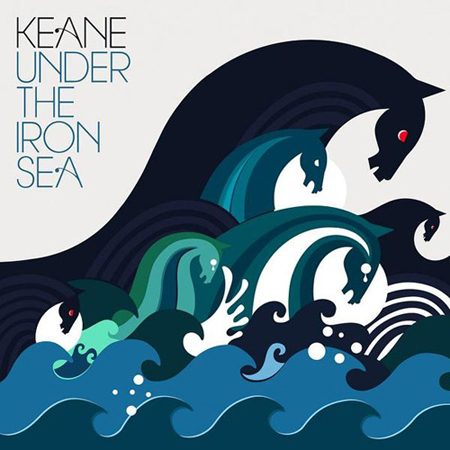 KEANE
UNDER
THE
IRON
SEA